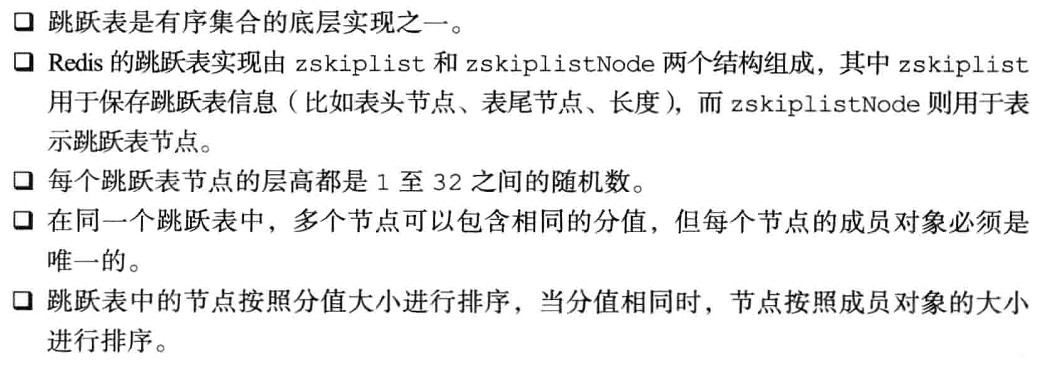 ❑ 跳跃表是有序集合的底层实现之一。
❑ Redis 的跳跃表实现由 zskiplist 和 zskiplistNode 两个结构组成，其中 zskiplist
用于保存跳跃表信息（比如表头节点、表尾节点、长度），而 zskiplistNode 则用于表
示跳跃表节点。
❑ 每个跳跃表节点的层高都是 1 至 32 之间的随机数。
❑ 在同一个跳跃表中，多个节点可以包含相同的分值，但每个节点的成员对象必须是
唯一的。
❑ 跳跃表中的节点按照分值大小进行排序，当分值相同时，节点按照成员对象的大小
进行排序。